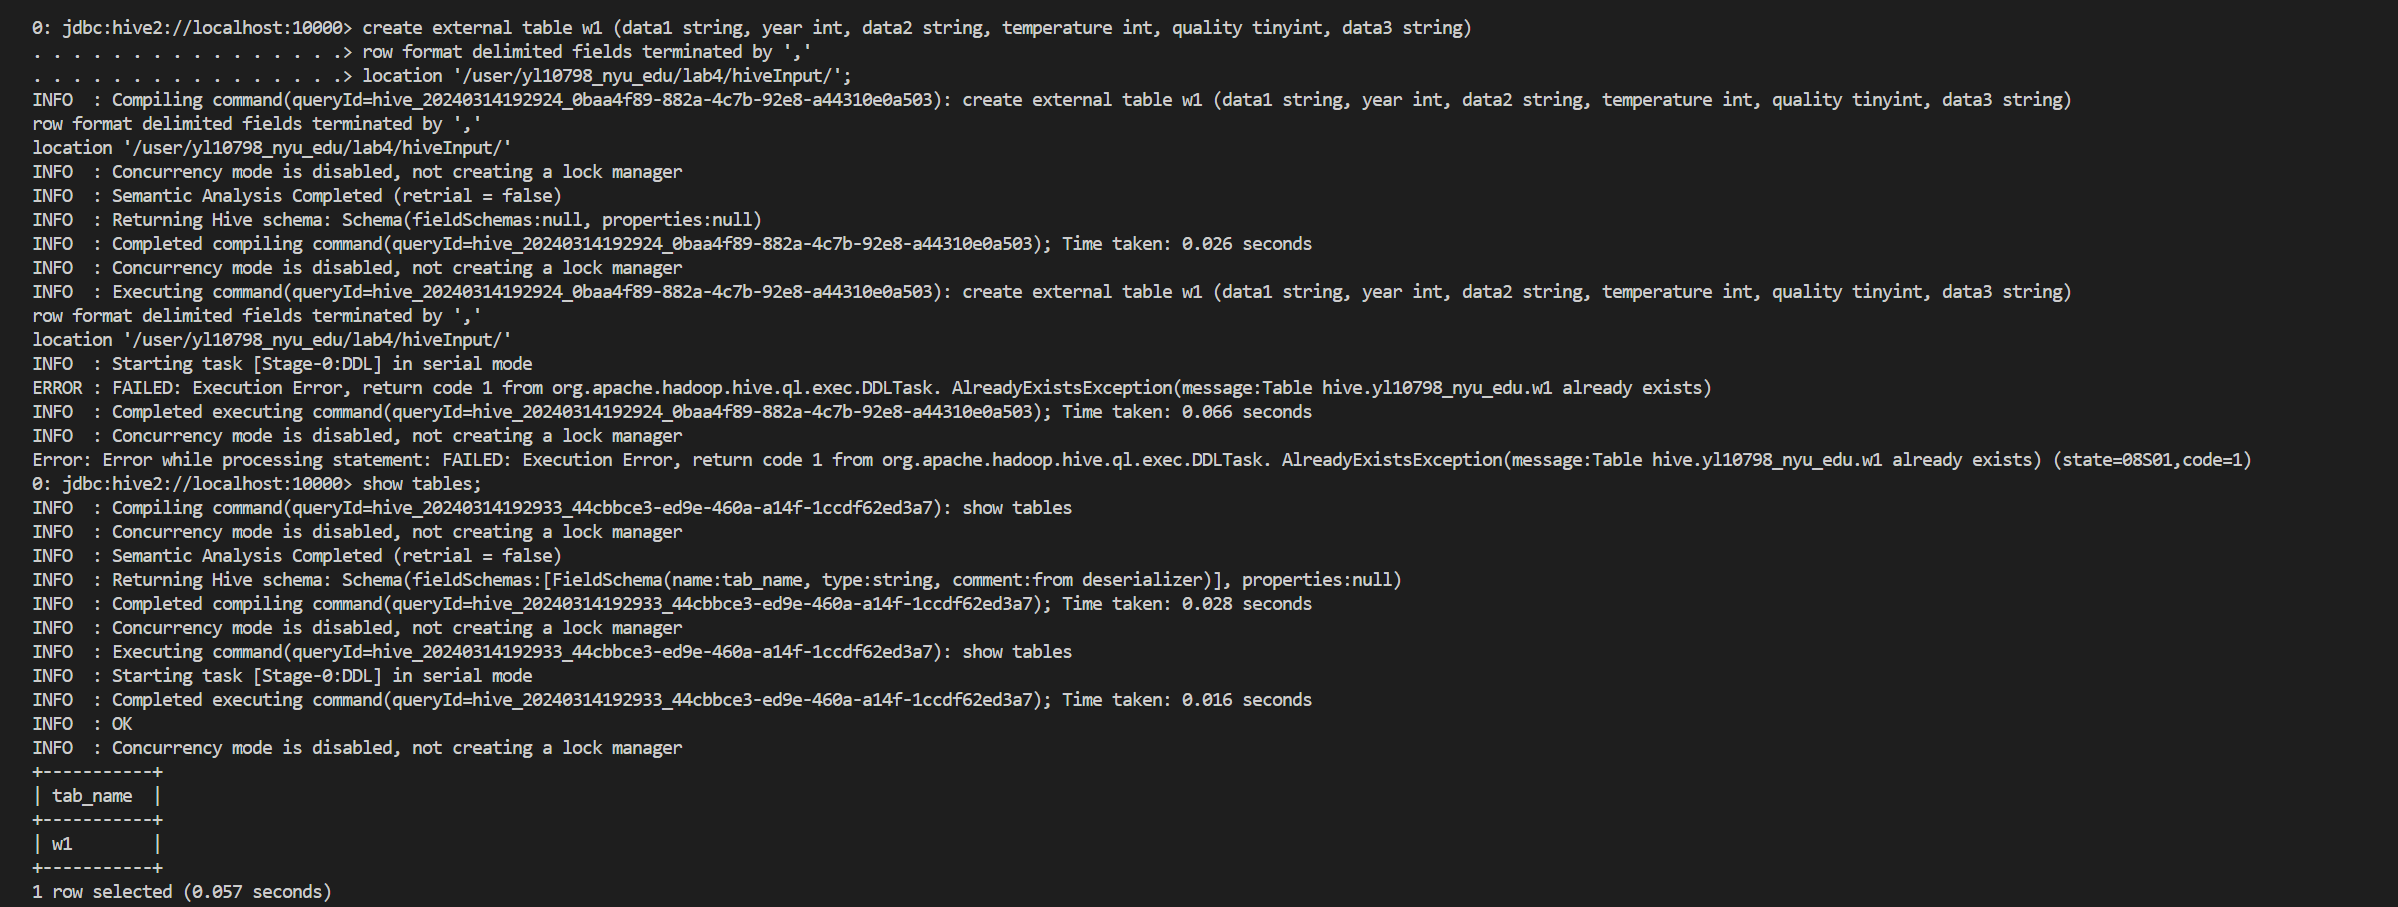 0: jdbc:hive2://localhost:10000> create external table w1 (data1 string, year int, data2 string, temperature int, quality tinyint, data3 string)
. . . . . . . . . . . . . . . .> row format delimited fields terminated by ','
. . . . . . . . . . . . . . . .> location '/user/yl10798_nyu_edu/lab4/hiveInput/';
INFO  : Compiling command(queryId=hive_20240314192924_0baa4f89-882a-4c7b-92e8-a44310e0a503): create external table w1 (data1 string, year int, data2 string, temperature int, quality tinyint, data3 string)
row format delimited fields terminated by ','
location '/user/yl10798_nyu_edu/lab4/hiveInput/'
INFO  : Concurrency mode is disabled, not creating a lock manager
INFO  : Semantic Analysis Completed (retrial = false)
INFO  : Returning Hive schema: Schema(fieldSchemas:null, properties:null)
INFO  : Completed compiling command(queryId=hive_20240314192924_0baa4f89-882a-4c7b-92e8-a44310e0a503); Time taken: 0.026 seconds
INFO  : Concurrency mode is disabled, not creating a lock manager
INFO  : Executing command(queryId=hive_20240314192924_0baa4f89-882a-4c7b-92e8-a44310e0a503): create external table w1 (data1 string, year int, data2 string, temperature int, quality tinyint, data3 string)
row format delimited fields terminated by ','
location '/user/yl10798_nyu_edu/lab4/hiveInput/'
INFO  : Starting task [Stage-0:DDL] in serial mode
ERROR : FAILED: Execution Error, return code 1 from org.apache.hadoop.hive.ql.exec.DDLTask. AlreadyExistsException(message:Table hive.yl10798_nyu_edu.w1 already exists)
INFO  : Completed executing command(queryId=hive_20240314192924_0baa4f89-882a-4c7b-92e8-a44310e0a503); Time taken: 0.066 seconds
INFO  : Concurrency mode is disabled, not creating a lock manager
Error: Error while processing statement: FAILED: Execution Error, return code 1 from org.apache.hadoop.hive.ql.exec.DDLTask. AlreadyExistsException(message:Table hive.yl10798_nyu_edu.w1 already exists) (state=08S01,code=1)
0: jdbc:hive2://localhost:10000> show tables;
INFO  : Compiling command(queryId=hive_20240314192933_44cbbce3-ed9e-460a-a14f-1ccdf62ed3a7): show tables
INFO  : Concurrency mode is disabled, not creating a lock manager
INFO  : Semantic Analysis Completed (retrial = false)
INFO  : Returning Hive schema: Schema(fieldSchemas:[FieldSchema(name:tab_name, type:string, comment:from deserializer)], properties:null)
INFO  : Completed compiling command(queryId=hive_20240314192933_44cbbce3-ed9e-460a-a14f-1ccdf62ed3a7); Time taken: 0.028 seconds
INFO  : Concurrency mode is disabled, not creating a lock manager
INFO  : Executing command(queryId=hive_20240314192933_44cbbce3-ed9e-460a-a14f-1ccdf62ed3a7): show tables
INFO  : Starting task [Stage-0:DDL] in serial mode
INFO  : Completed executing command(queryId=hive_20240314192933_44cbbce3-ed9e-460a-a14f-1ccdf62ed3a7); Time taken: 0.016 seconds
INFO  : OK
INFO  : Concurrency mode is disabled, not creating a lock manager
+-----------+
| tab_name  |
+-----------+
| w1        |
+-----------+
1 row selected (0.057 seconds)